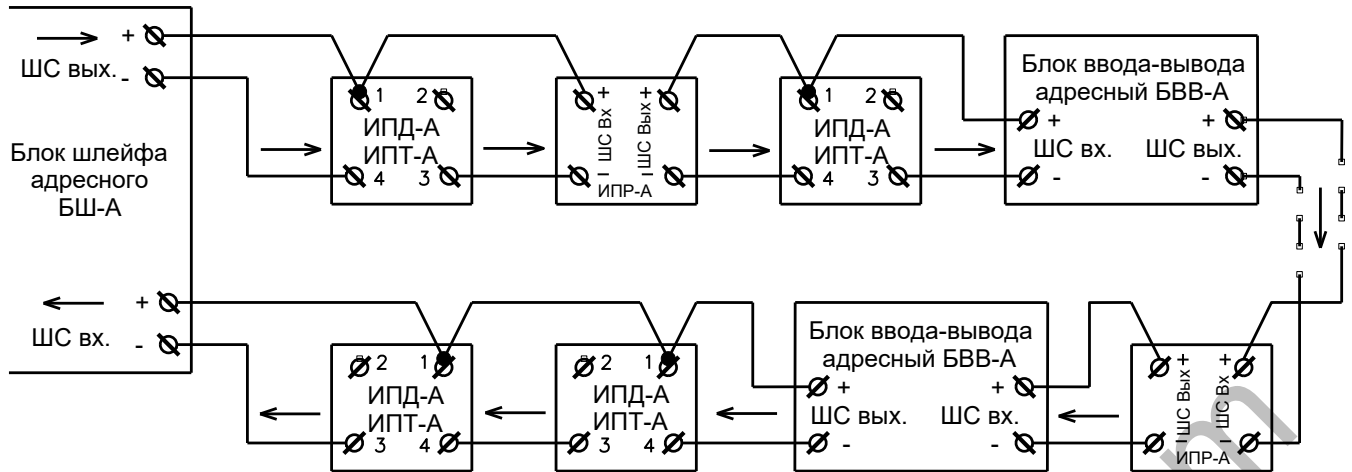 +
ШС вых.
-
Блок шлейфа
адресного
БШ-А
+
ШС вх.
-
1 2
ИПД-А
ИПТ-А
4 3
+ +
ШС Вх ШС Вых
- -
ИПР-А
1 2
ИПД-А
ИПТ-А
4 3
Блок ввода-вывода
адресный БВВ-А
+ +
ШС вх. ШС вых.
- -
2 1
ИПД-А
ИПТ-А
3 4
2 1
ИПД-А
ИПТ-А
3 4
Блок ввода-вывода
адресный БВВ-А
+ +
ШС вых. ШС вх.
- -
+ +
ШС Вых ШС Вх
- -
ИПР-А